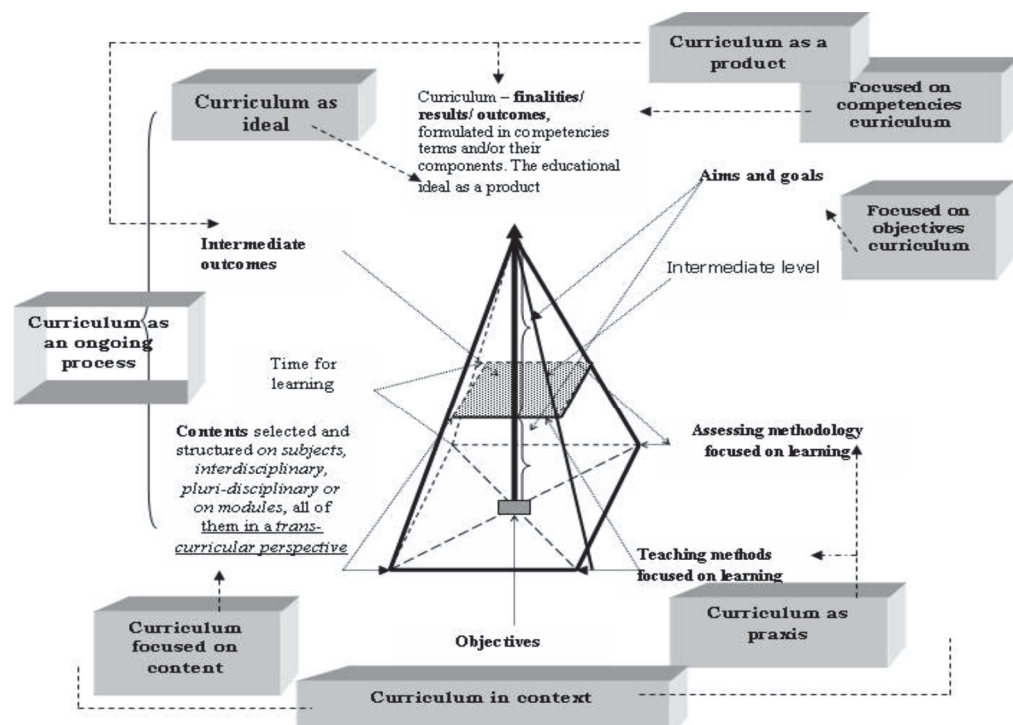 Curriculum as a
product
Curriculum as
ideal
Curriculum – finalities/
results/ outcomes,
formulated in competencies
terms and/or their
components. The educational
ideal as a product
Focused on
competencies
curriculum
Aims and goals
Focused on
objectives
curriculum
Intermediate
outcomes
Intermediate level
Curriculum as
an ongoing
process
Time for
learning
Contents selected and
structured on subjects,
interdisciplinary,
pluri-disciplinary or
on modules, all of
them in a trans-
curricular perspective
Assessing methodology
focused on learning
Teaching methods
focused on learning
Curriculum
focused on
content
Objectives
Curriculum as
praxis
Curriculum in context